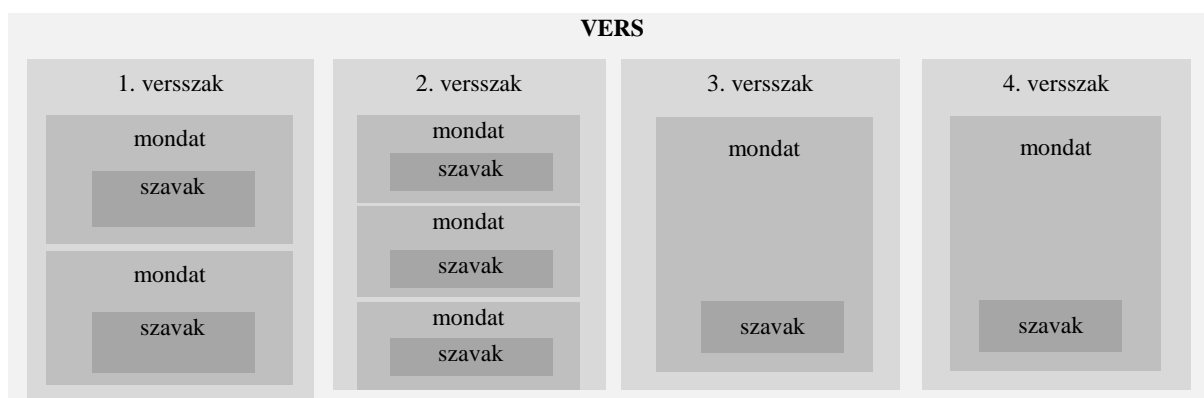 VERS
1. versszak
mondat
szavak
mondat
szavak
2. versszak
mondat
szavak
mondat
szavak
mondat
szavak
3. versszak
mondat
szavak
4. versszak
mondat
szavak